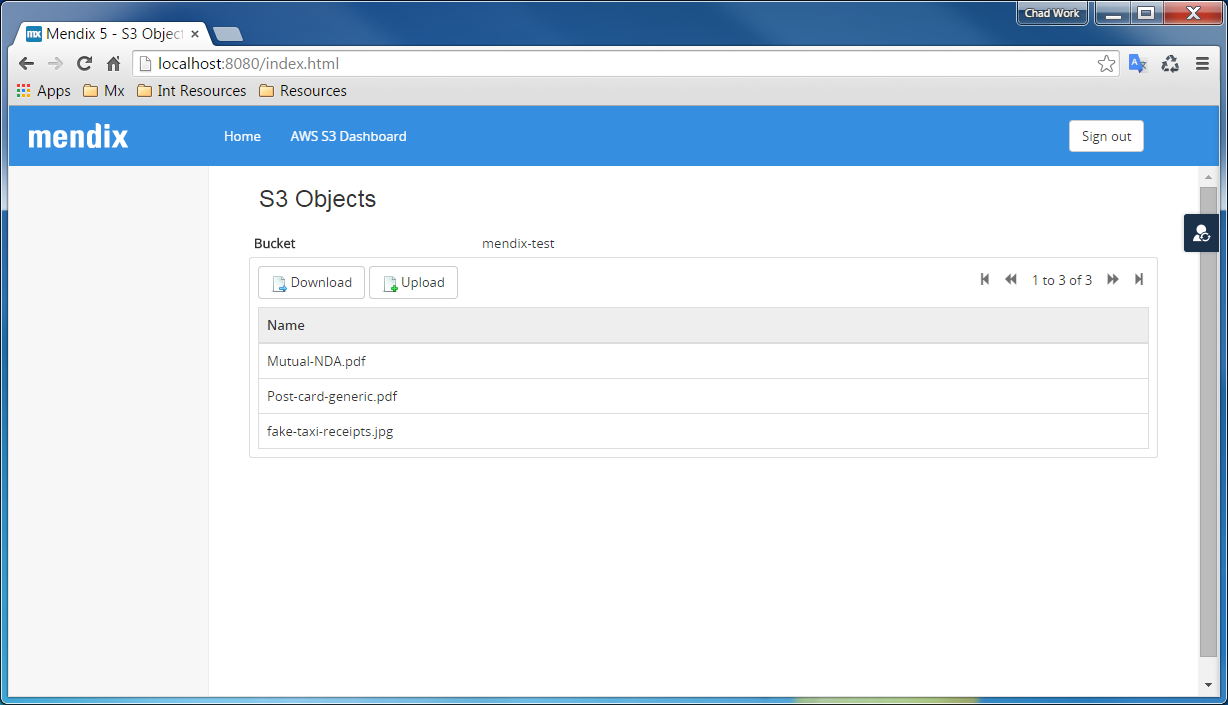 Chad Work
mx Mendix 5 - S3 Object
localhost:8080/index.html
Apps Mx Int Resources Resources
mendix Home AWS S3 Dashboard Sign out
S3 Objects
Bucket mendix-test
Download Upload 1 to 3 of 3
Name
Mutual-NDA.pdf
Post-card-generic.pdf
fake-taxi-receipts.jpg